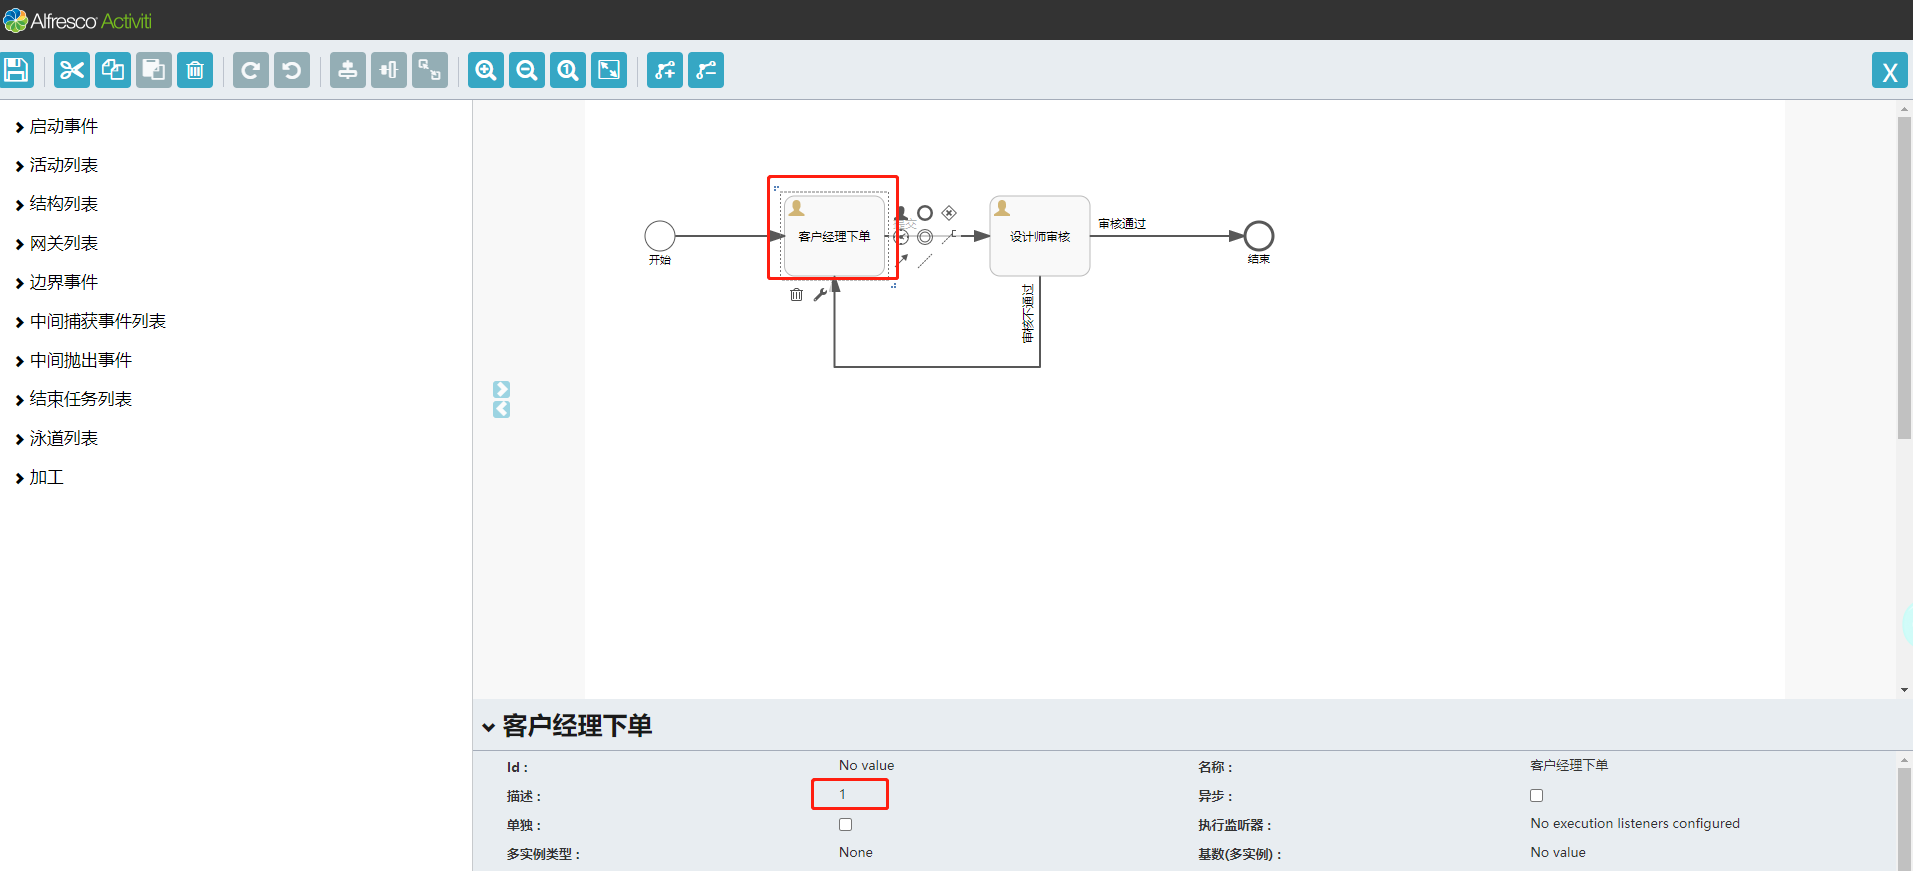 Alfresco Activiti
X
启动事件
活动列表
结构列表
网关列表
边界事件
中间捕获事件列表
中间抛出事件
结束任务列表
泳道列表
加工
开始
客户经理下单
提交
设计师审核
审核通过
结束
审核不通过
客户经理下单
Id : No value 名称 : 客户经理下单
描述 : 1 异步 :
单独 : 执行监听器 : No execution listeners configured
多实例类型 : None 基数(多实例) : No value